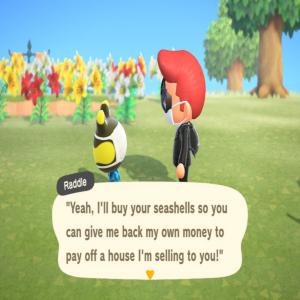 Raddle
"Yeah, I'll buy your seashells so you
can give me back my own money to
pay off a house I'm selling to you!"